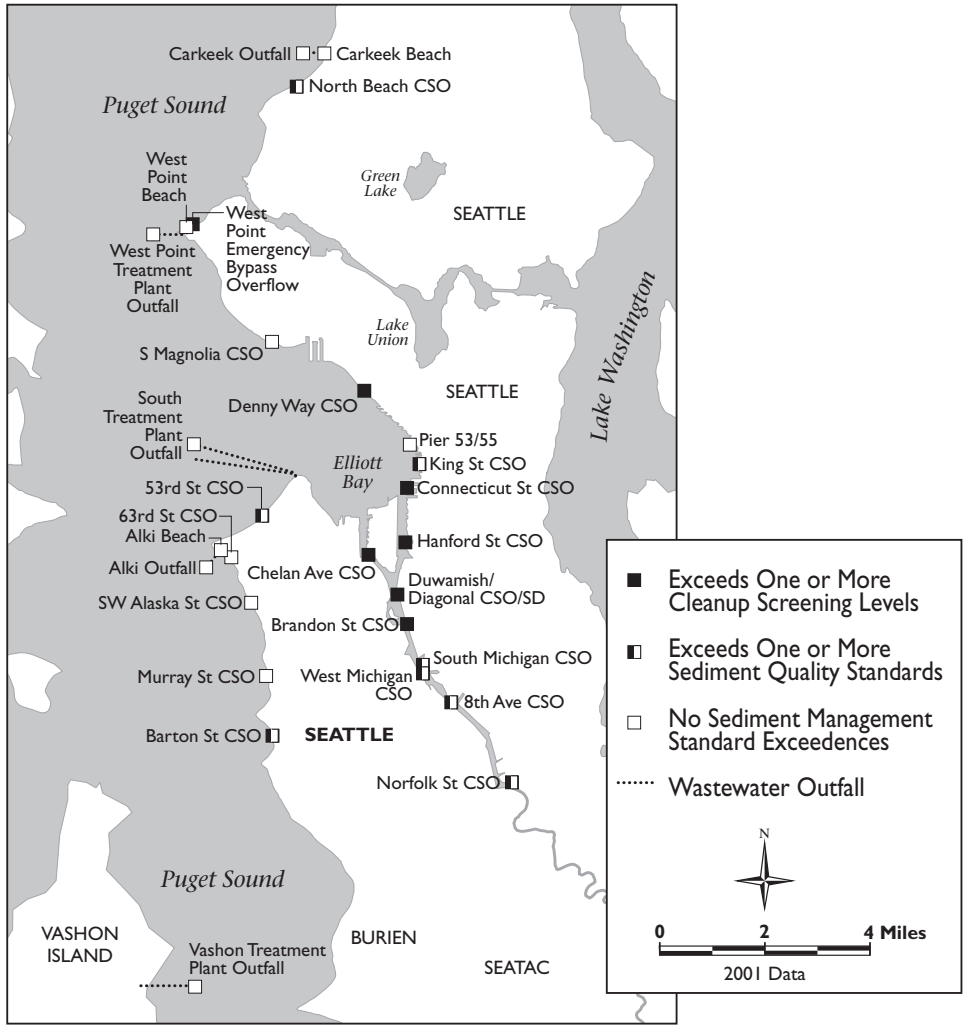 Carkeek Outfall
Carkeek Beach
North Beach CSO
Puget Sound
West
Point
Beach
Green
Lake
SEATTLE
West
Point
Emergency
Bypass
Overflow
West Point
Treatment
Plant
Outfall
Lake Washington
Lake
Union
S Magnolia CSO
SEATTLE
Denny Way CSO
South
Treatment
Plant
Outfall
Pier 53/55
Elliott
Bay
King St CSO
Connecticut St CSO
53rd St CSO
63rd St CSO
Alki Beach
Alki Outfall
Hanford St CSO
Chelan Ave CSO
Duwamish/
Diagonal CSO/SD
SW Alaska St CSO
Brandon St CSO
South Michigan CSO
West Michigan
CSO
Murray St CSO
8th Ave CSO
Barton St CSO
SEATTLE
Norfolk St CSO
Puget Sound
VASHON
ISLAND
Vashon Treatment
Plant Outfall
BURIEN
SEATAC
Exceeds One or More
Cleanup Screening Levels
Exceeds One or More
Sediment Quality Standards
No Sediment Management
Standard Exceedences
Wastewater Outfall
N
0 2 4 Miles
2001 Data